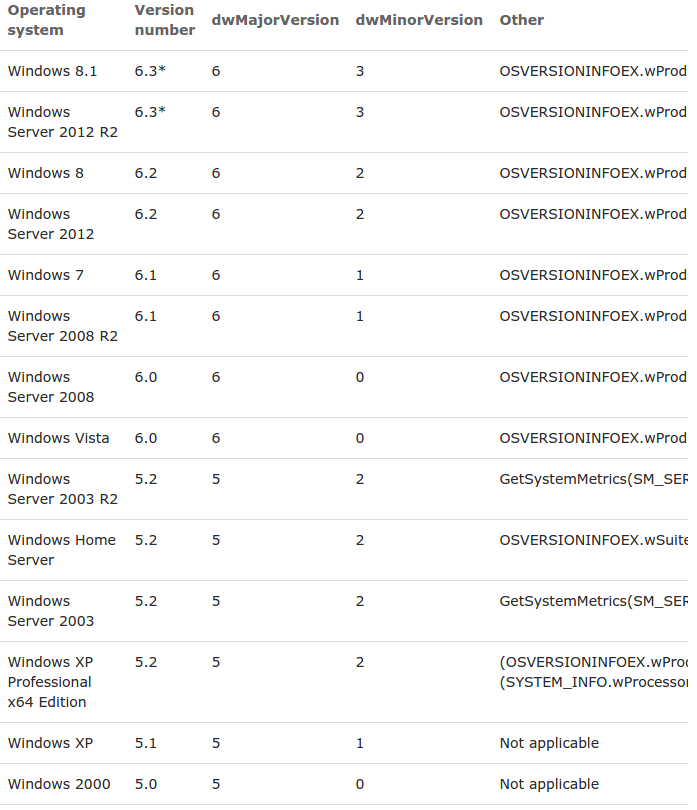 Operating system Version number dwMajorVersion dwMinorVersion Other
Windows 8.1 6.3* 6 3 OSVERSIONINFOEX.wProd
Windows Server 2012 R2 6.3* 6 3 OSVERSIONINFOEX.wProd
Windows 8 6.2 6 2 OSVERSIONINFOEX.wProd
Windows Server 2012 6.2 6 2 OSVERSIONINFOEX.wProd
Windows 7 6.1 6 1 OSVERSIONINFOEX.wProd
Windows Server 2008 R2 6.1 6 1 OSVERSIONINFOEX.wProd
Windows Server 2008 6.0 6 0 OSVERSIONINFOEX.wProd
Windows Vista 6.0 6 0 OSVERSIONINFOEX.wProd
Windows Server 2003 R2 5.2 5 2 GetSystemMetrics(SM_SER
Windows Home Server 5.2 5 2 OSVERSIONINFOEX.wSuite
Windows Server 2003 5.2 5 2 GetSystemMetrics(SM_SER
Windows XP Professional x64 Edition 5.2 5 2 (OSVERSIONINFOEX.wProd (SYSTEM_INFO.wProcessor
Windows XP 5.1 5 1 Not applicable
Windows 2000 5.0 5 0 Not applicable